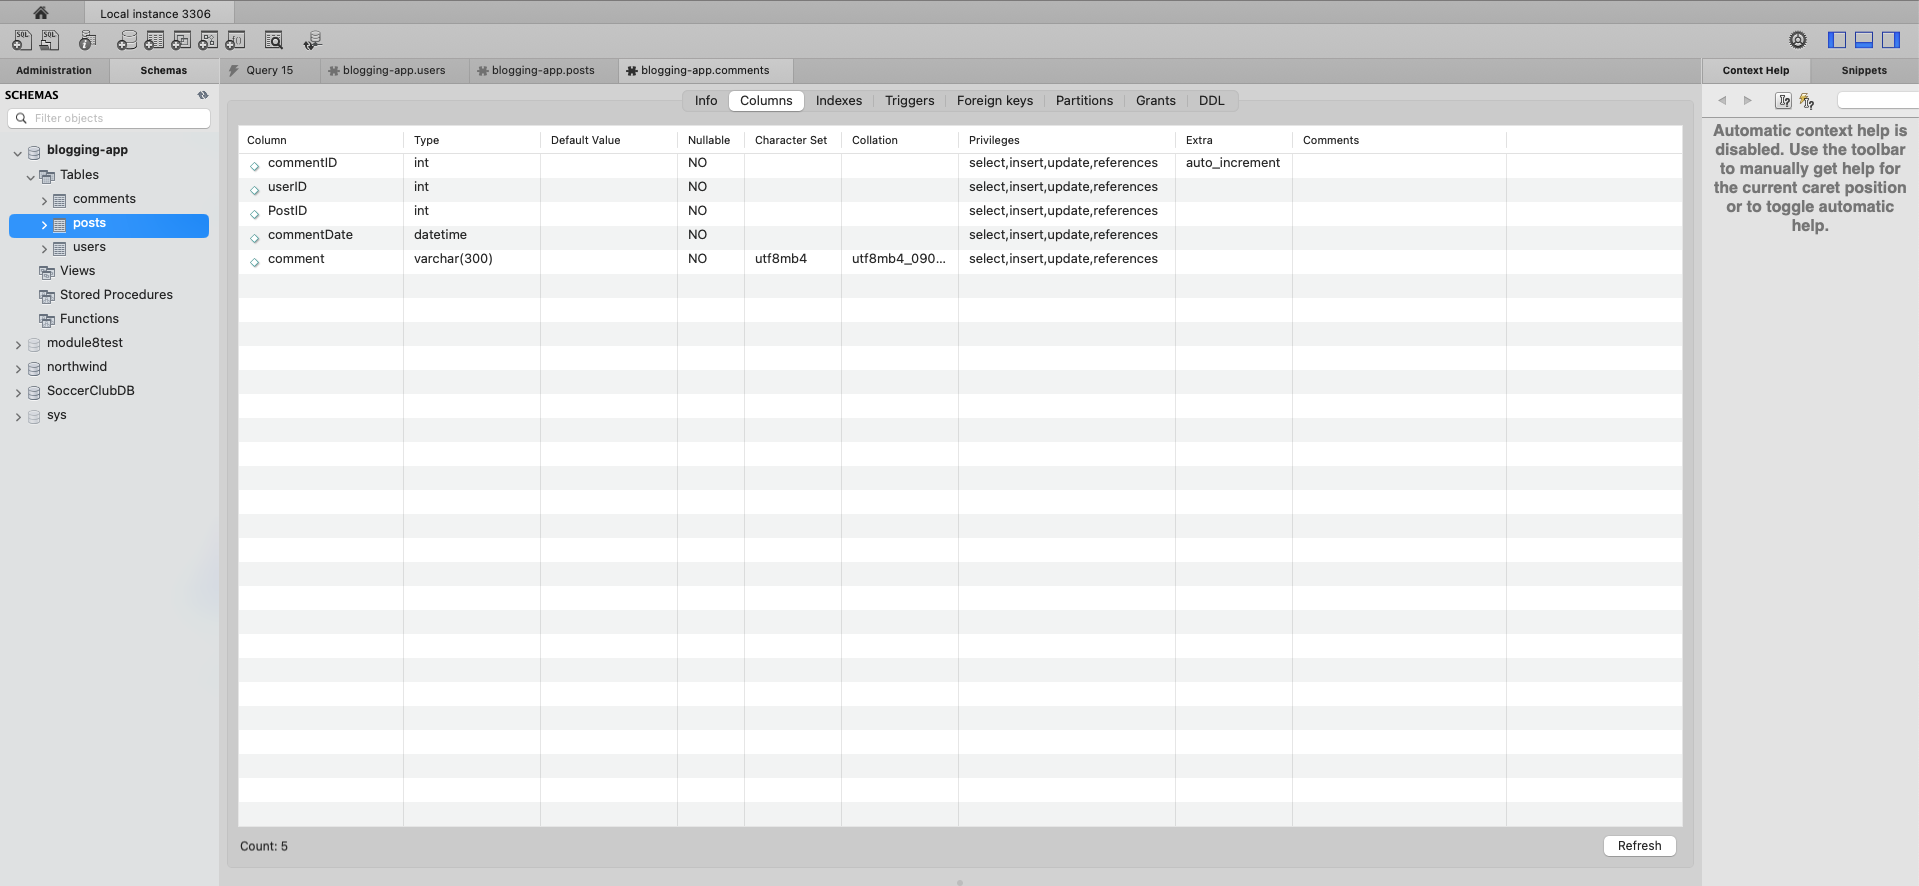 Local instance 3306
Administration
Schemas
Query 15
blogging-app.users
blogging-app.posts
blogging-app.comments
Context Help
Snippets
SCHEMAS
Filter objects
blogging-app
Tables
comments
posts
users
Views
Stored Procedures
Functions
module8test
northwind
SoccerClubDB
sys
Info Columns Indexes Triggers Foreign keys Partitions Grants DDL
Column Type Default Value Nullable Character Set Collation Privileges Extra Comments
commentID int NO select,insert,update,references auto_increment
userID int NO select,insert,update,references
PostID int NO select,insert,update,references
commentDate datetime NO select,insert,update,references
comment varchar(300) NO utf8mb4 utf8mb4_090... select,insert,update,references
Count: 5
Refresh
Automatic context help is
disabled. Use the toolbar
to manually get help for
the current caret position
or to toggle automatic
help.